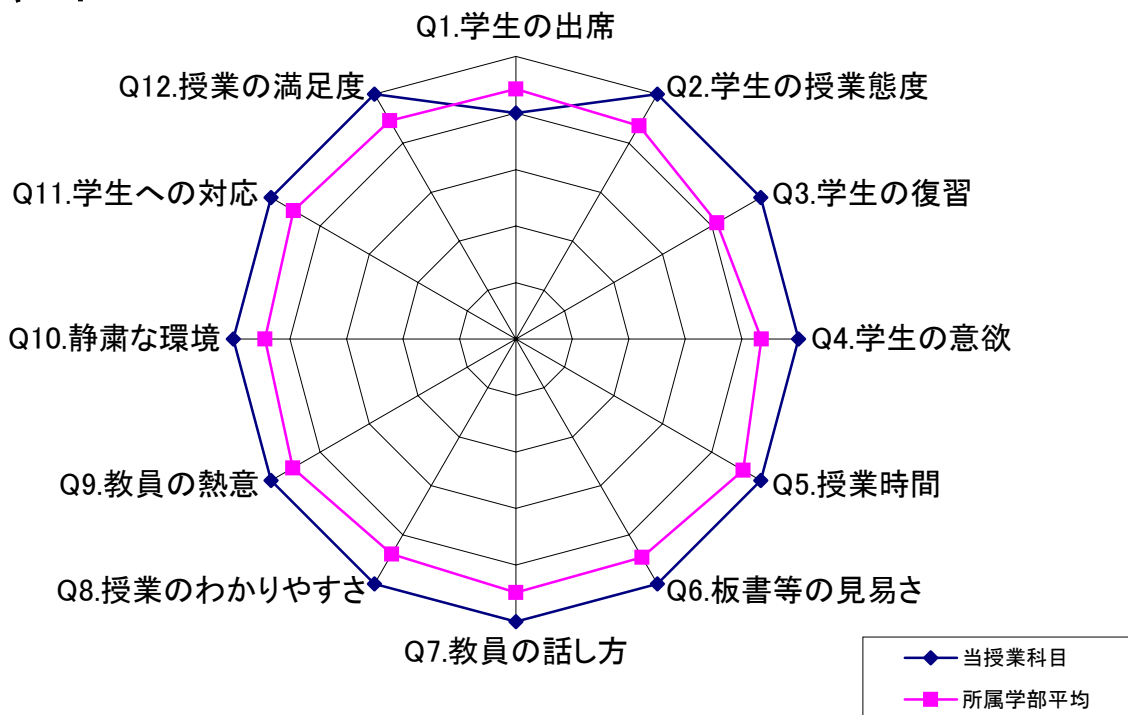 Q1.学生の出席
Q2.学生の授業態度
Q3.学生の復習
Q4.学生の意欲
Q5.授業時間
Q6.板書等の見易さ
Q7.教員の話し方
Q8.授業のわかりやすさ
Q9.教員の熱意
Q10.静粛な環境
Q11.学生への対応
Q12.授業の満足度
当授業科目
所属学部平均